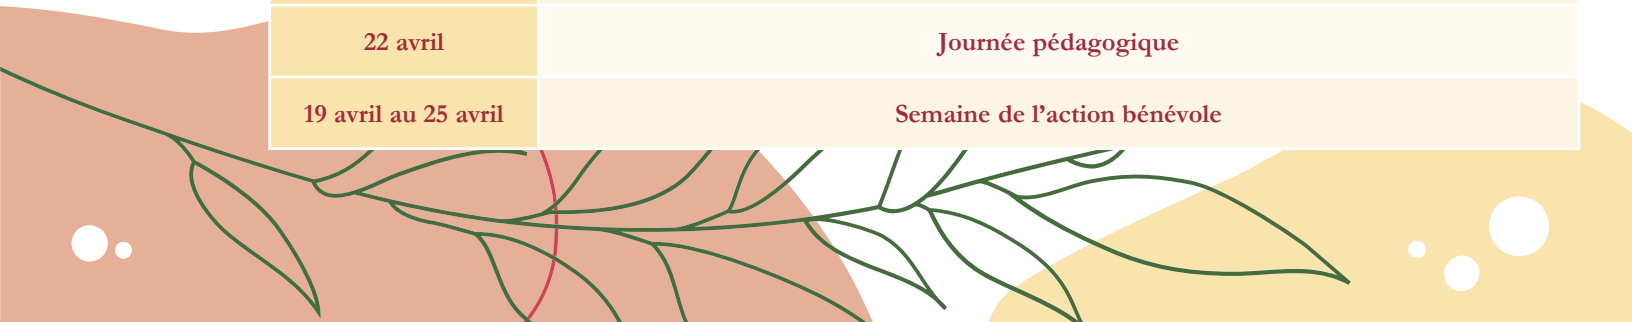 22 avril Journée pédagogique
19 avril au 25 avril Semaine de l’action bénévole